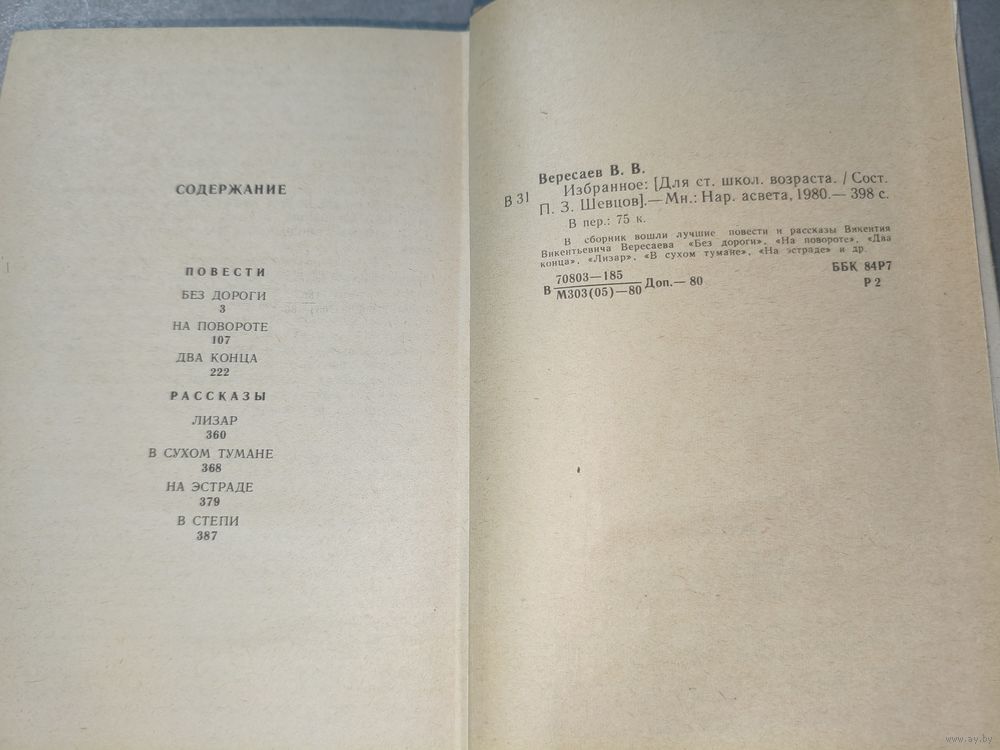 СОДЕРЖАНИЕ
ПОВЕСТИ
БЕЗ ДОРОГИ
3
НА ПОВОРОТЕ
107
ДВА КОНЦА
222
РАССКАЗЫ
ЛИЗАР
360
В СУХОМ ТУМАНЕ
368
НА ЭСТРАДЕ
379
В СТЕПИ
387
Вересаев В. В.
В 31
Избранное: [Для ст. школ. возраста. / Сост.
П. З. Шевцов].— Мн.: Нар. асвета, 1980.— 398 с.
В пер.: 75 к.
В сборник вошли лучшие повести и рассказы Викентия
Викентьевича Вересаева «Без дороги», «На повороте», «Два
конца», «Лизар», «В сухом тумане», «На эстраде» и др.
70803—185
В М303(05)—80 Доп.— 80
ББК 84Р7
Р 2
www.ay.by